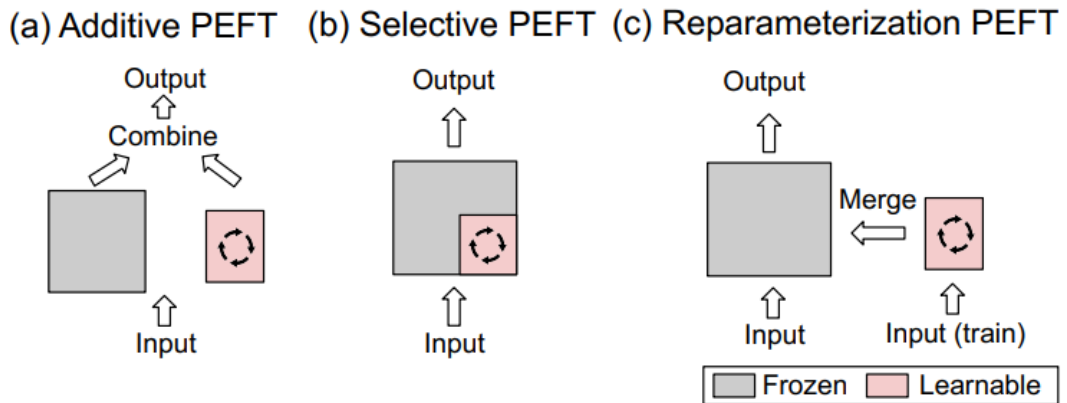 (a) Additive PEFT
Output
Combine
Input
(b) Selective PEFT
Output
Input
(c) Reparameterization PEFT
Output
Merge
Input
Input (train)
Frozen
Learnable